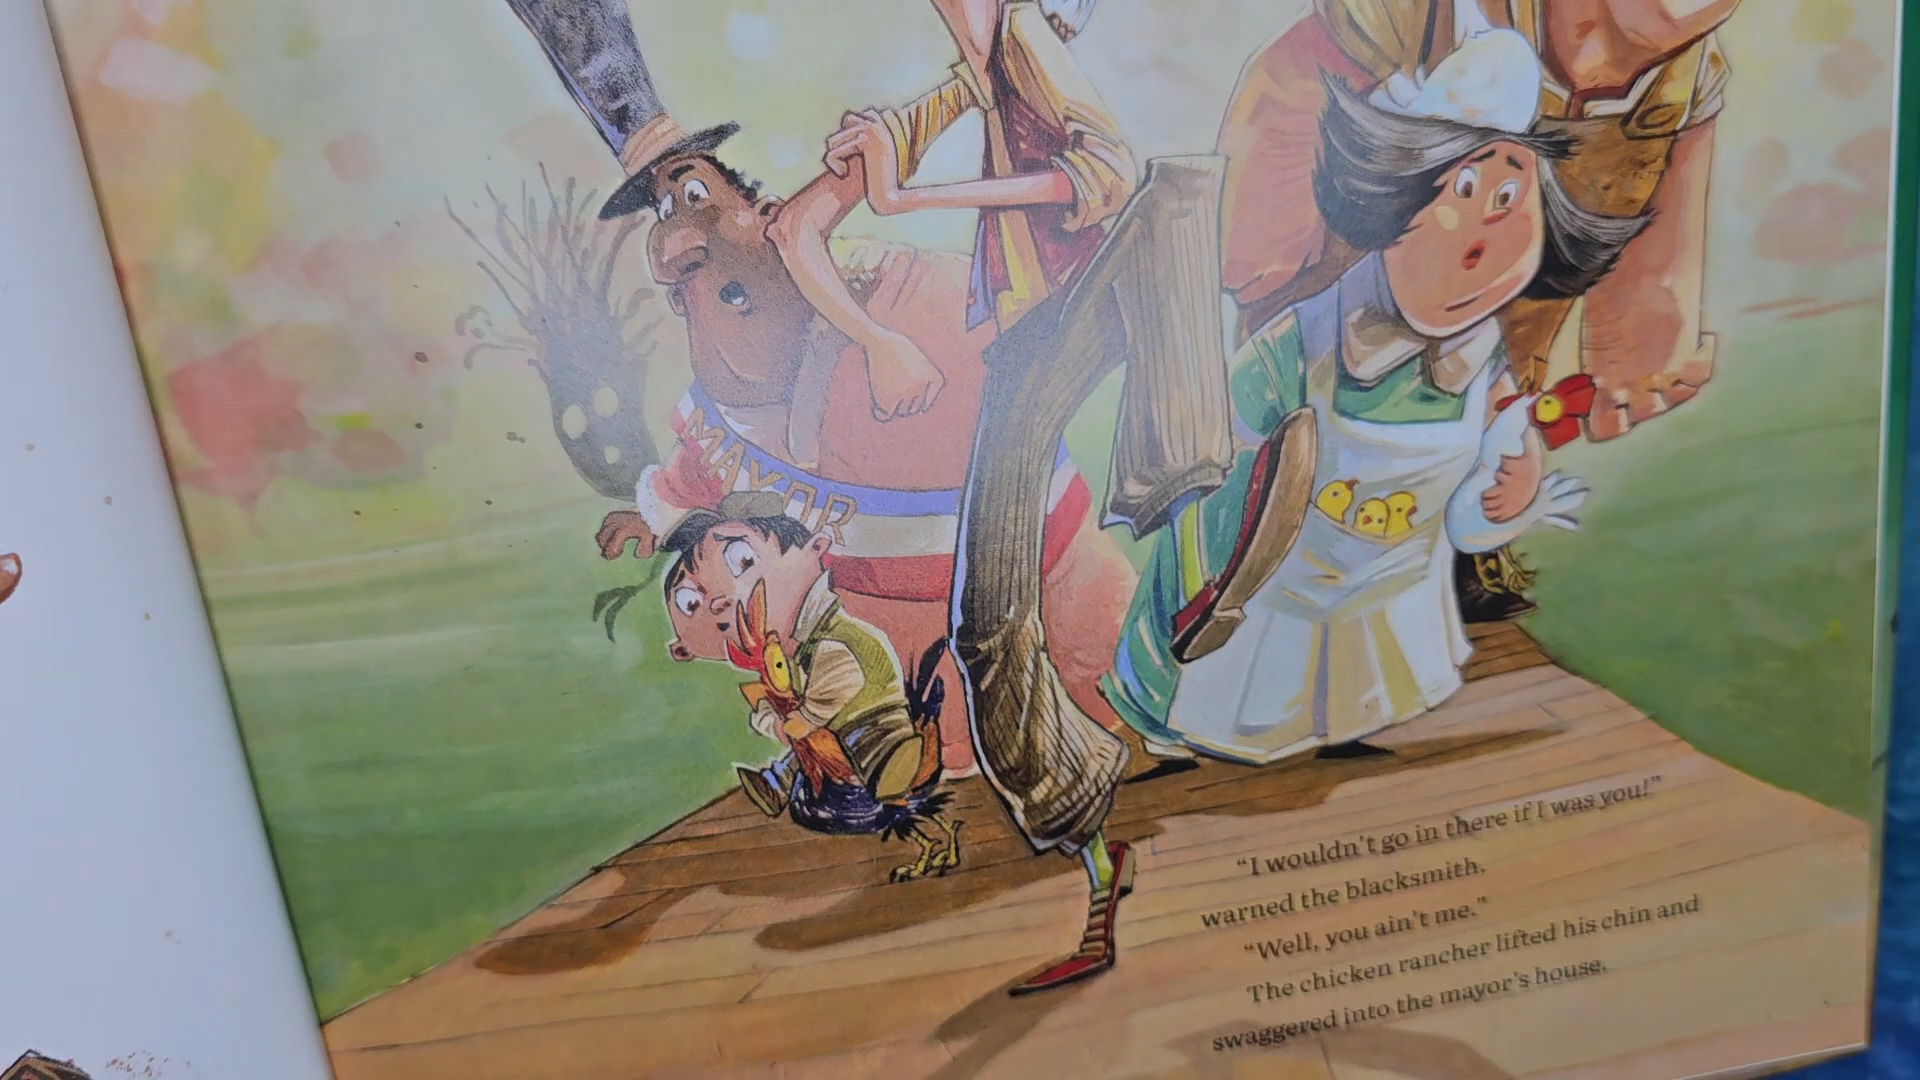 MAYOR
“I wouldn’t go in there if I was you!”
warned the blacksmith.
“Well, you ain’t me.”
The chicken rancher lifted his chin and
swaggered into the mayor’s house.